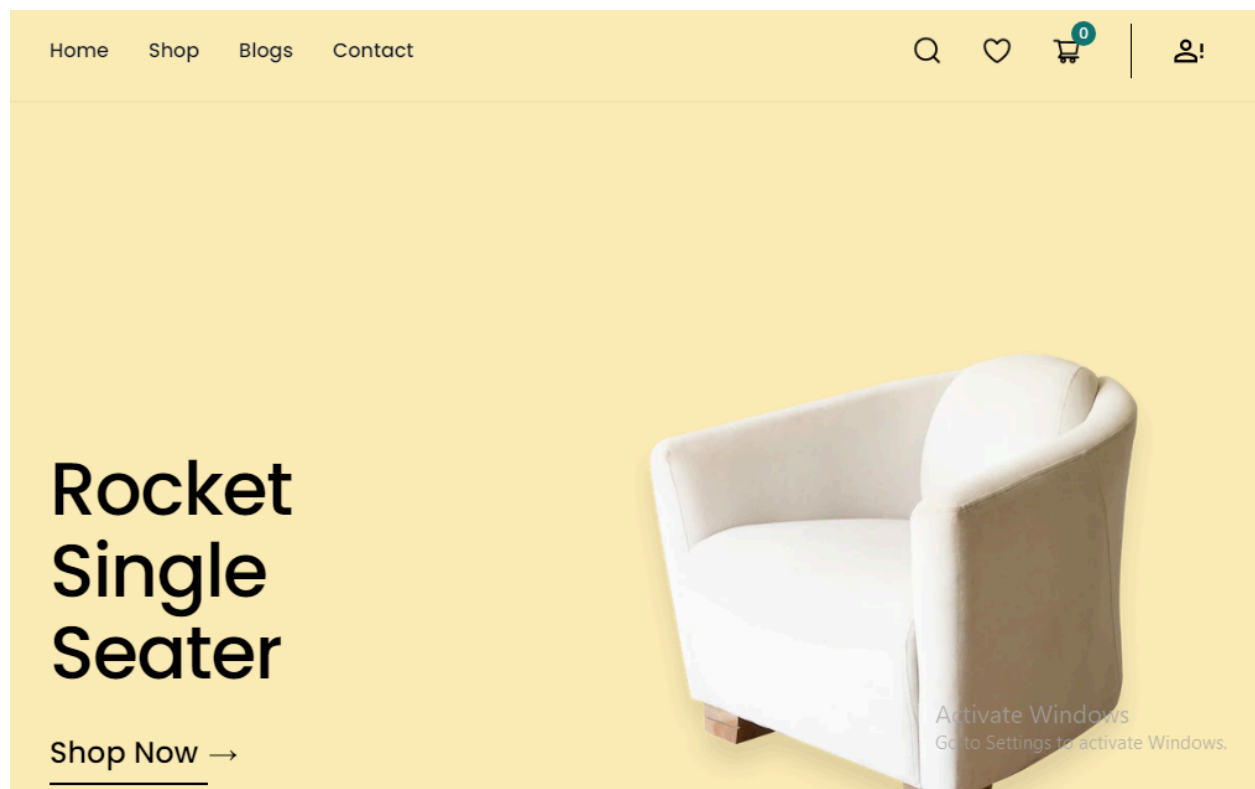 Home Shop Blogs Contact
0
Rocket
Single
Seater
Shop Now →
Activate Windows
Go to Settings to activate Windows.